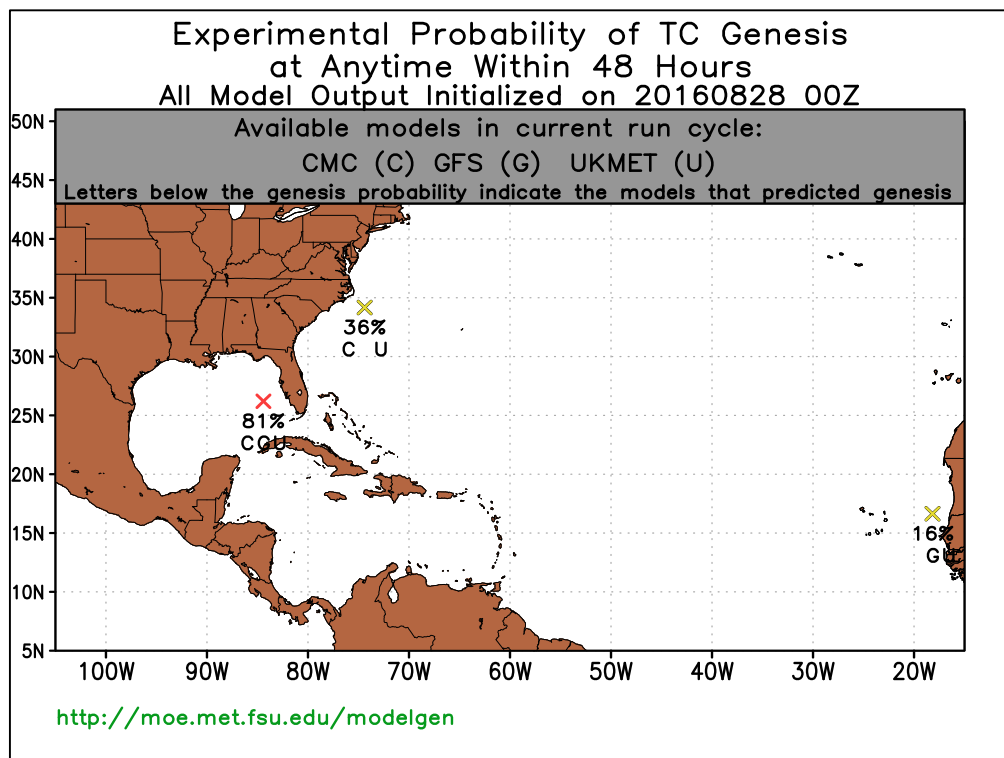 Experimental Probability of TC Genesis
at Anytime Within 48 Hours
All Model Output Initialized on 20160828 00Z
Available models in current run cycle:
CMC (C) GFS (G) UKMET (U)
Letters below the genesis probability indicate the models that predicted genesis
50N
45N
40N
35N
30N
25N
20N
15N
10N
5N
36%
C U
81%
CGU
16%
GU
100W 90W 80W 70W 60W 50W 40W 30W 20W
http://moe.met.fsu.edu/modelgen